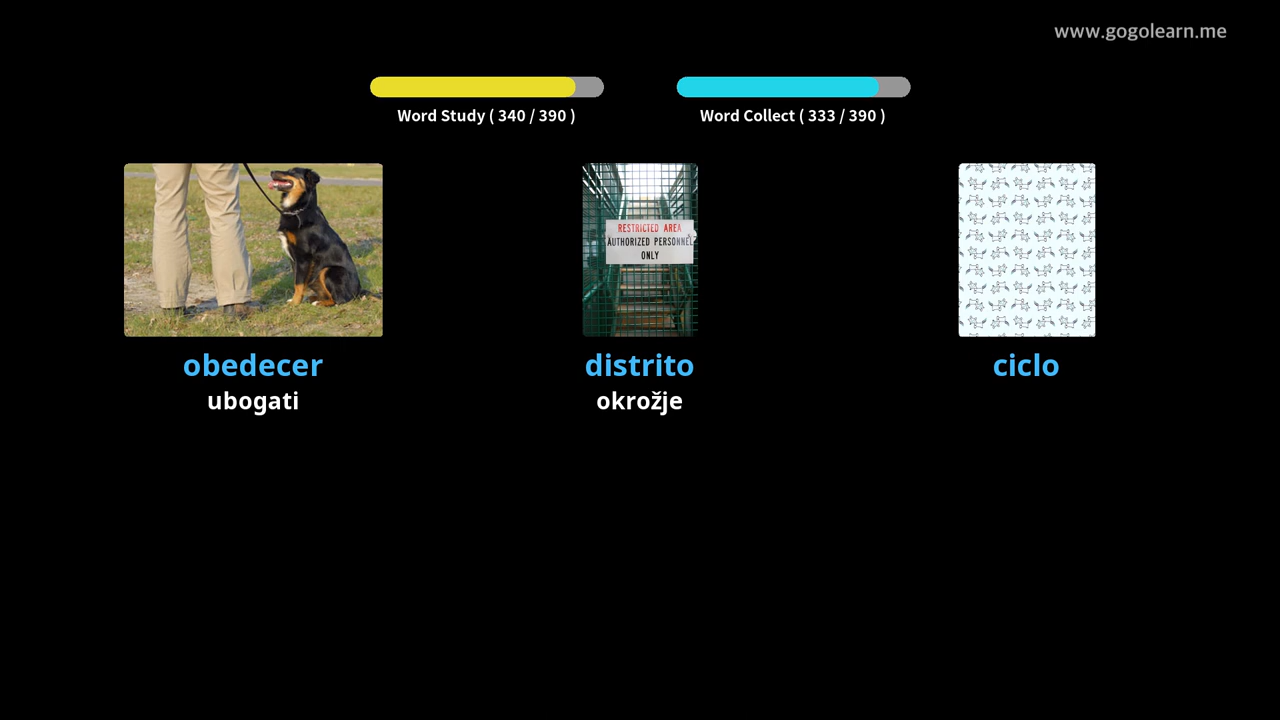 www.gogolearn.me
Word Study ( 340 / 390 )
Word Collect ( 333 / 390 )
RESTRICTED AREA
AUTHORIZED PERSONNEL
ONLY
obedecer
distrito
ciclo
ubogati
okrožje